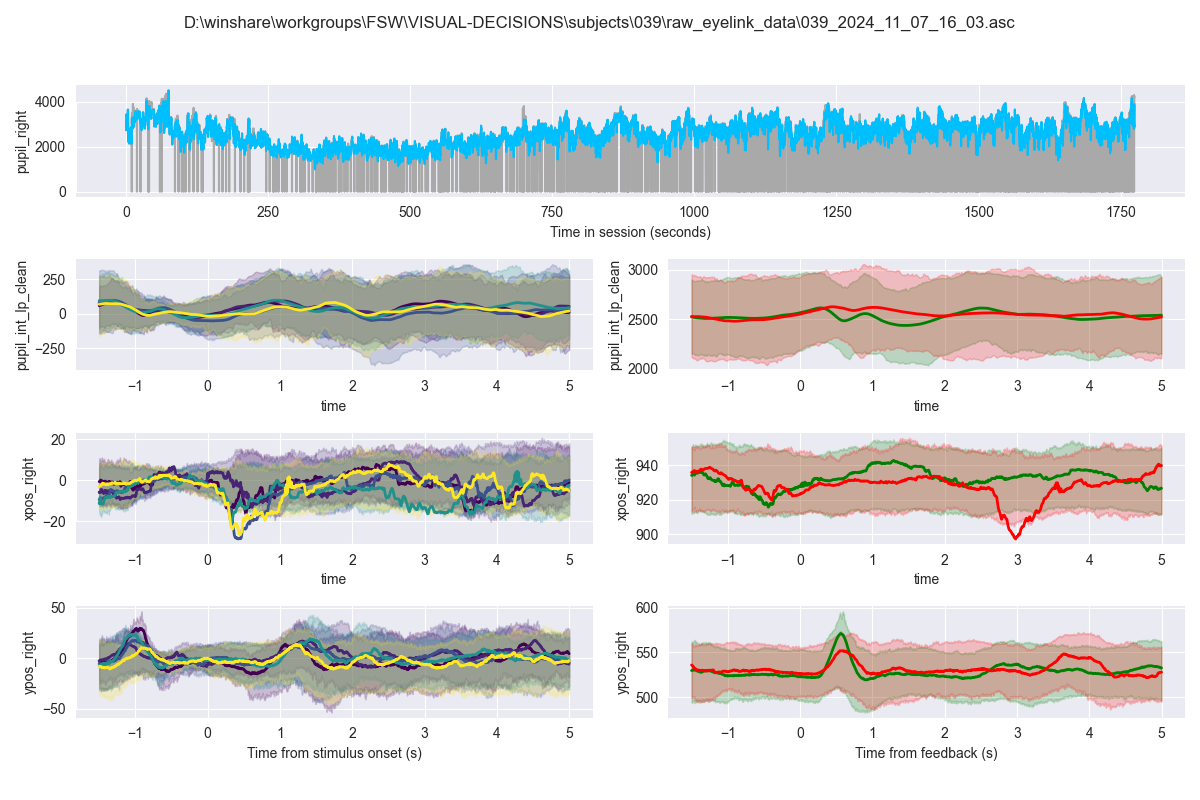 D:\winshare\workgroups\FSW\VISUAL-DECISIONS\subjects\039\raw_eyelink_data\039_2024_11_07_16_03.asc
pupil_right
4000
2000
0
0 250 500 750 1000 1250 1500 1750
Time in session (seconds)
pupil_int_lp_clean
250
0
−250
−1 0 1 2 3 4 5
time
pupil_int_lp_clean
3000
2500
2000
−1 0 1 2 3 4 5
time
xpos_right
20
0
−20
−1 0 1 2 3 4 5
time
xpos_right
940
920
900
−1 0 1 2 3 4 5
time
ypos_right
50
0
−50
−1 0 1 2 3 4 5
Time from stimulus onset (s)
ypos_right
600
550
500
−1 0 1 2 3 4 5
Time from feedback (s)